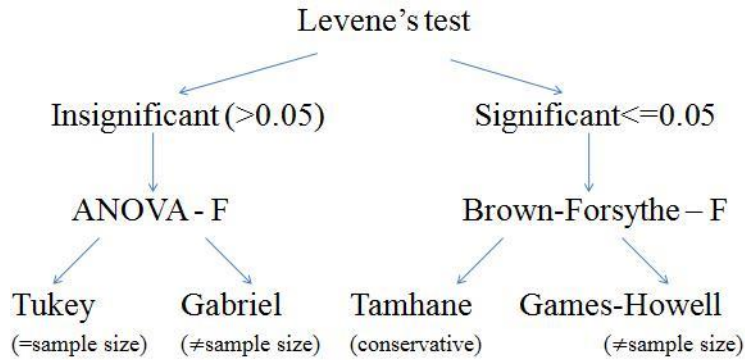 Levene's test
Insignificant (>0.05) Significant<=0.05
ANOVA - F Brown-Forsythe – F
Tukey Gabriel Tamhane Games-Howell
(=sample size) (≠sample size) (conservative) (≠sample size)